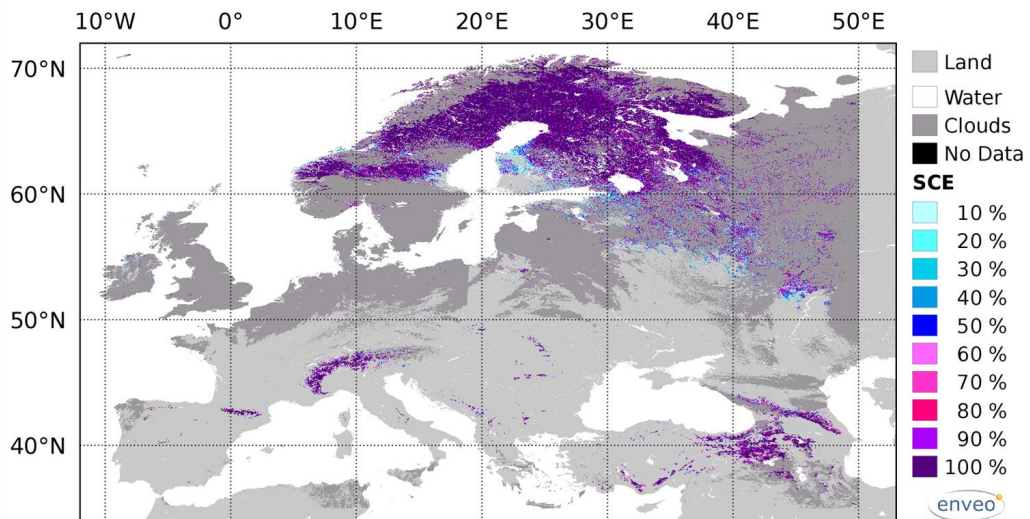 10°W 0° 10°E 20°E 30°E 40°E 50°E
70°N
60°N
50°N
40°N
Land
Water
Clouds
No Data
SCE
10 %
20 %
30 %
40 %
50 %
60 %
70 %
80 %
90 %
100 %
enveo